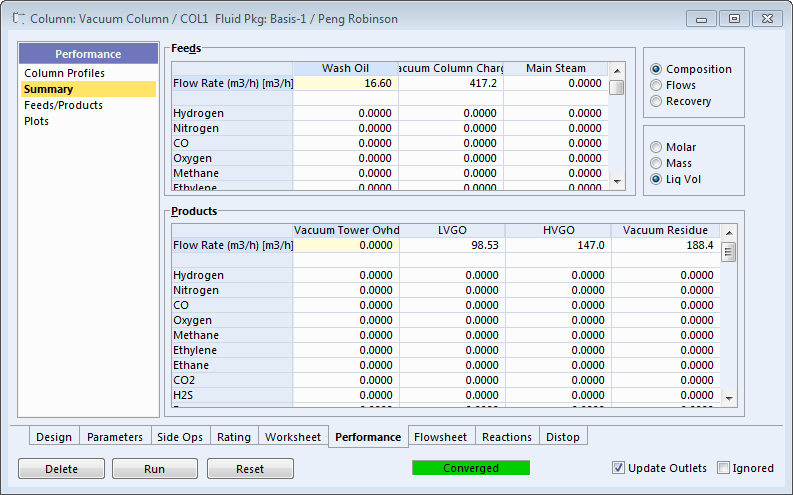 Column: Vacuum Column / COL1 Fluid Pkg: Basis-1 / Peng Robinson
Performance
Column Profiles
Summary
Feeds/Products
Plots
Feeds
Wash Oil acuum Column Charg Main Steam
Flow Rate (m3/h) [m3/h] 16.60 417.2 0.0000
Hydrogen 0.0000 0.0000 0.0000
Nitrogen 0.0000 0.0000 0.0000
CO 0.0000 0.0000 0.0000
Oxygen 0.0000 0.0000 0.0000
Methane 0.0000 0.0000 0.0000
Ethylene 0.0000 0.0000 0.0000
Composition
Flows
Recovery
Molar
Mass
Liq Vol
Products
Vacuum Tower Ovhd LVGO HVGO Vacuum Residue
Flow Rate (m3/h) [m3/h] 0.0000 98.53 147.0 188.4
Hydrogen 0.0000 0.0000 0.0000 0.0000
Nitrogen 0.0000 0.0000 0.0000 0.0000
CO 0.0000 0.0000 0.0000 0.0000
Oxygen 0.0000 0.0000 0.0000 0.0000
Methane 0.0000 0.0000 0.0000 0.0000
Ethylene 0.0000 0.0000 0.0000 0.0000
Ethane 0.0000 0.0000 0.0000 0.0000
CO2 0.0000 0.0000 0.0000 0.0000
H2S 0.0000 0.0000 0.0000 0.0000
Design Parameters Side Ops Rating Worksheet Performance Flowsheet Reactions Distop
Delete Run Reset Converged Update Outlets Ignored